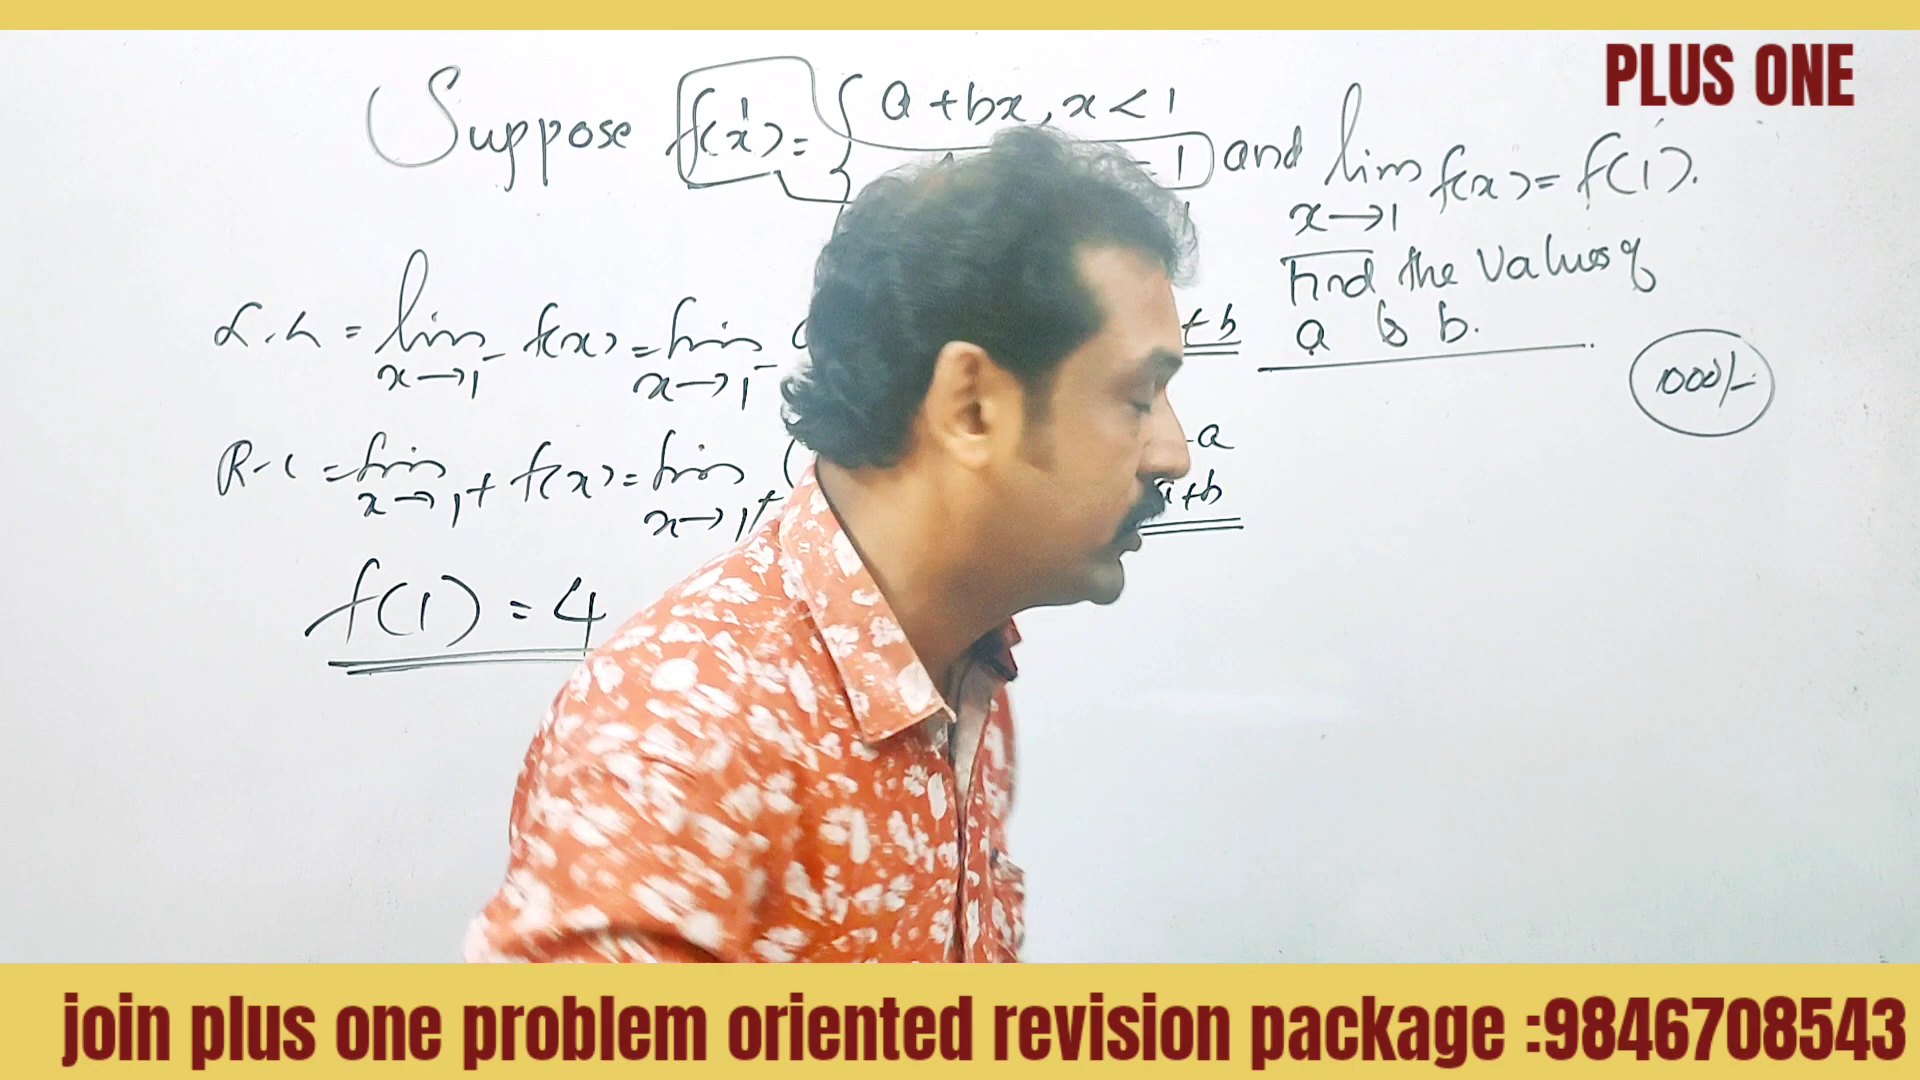 PLUS ONE
Suppose f(x) = { a + bx, x < 1
1 and lim f(x) = f(1).
x→1
Find the values of
a & b.
L.L = lim f(x) = lim
x→1⁻ x→1⁻
+ b
1000/-
R.L = lim f(x) = lim (
x→1+ x→1+
-a
a+b
f(1) = 4
join plus one problem oriented revision package :9846708543